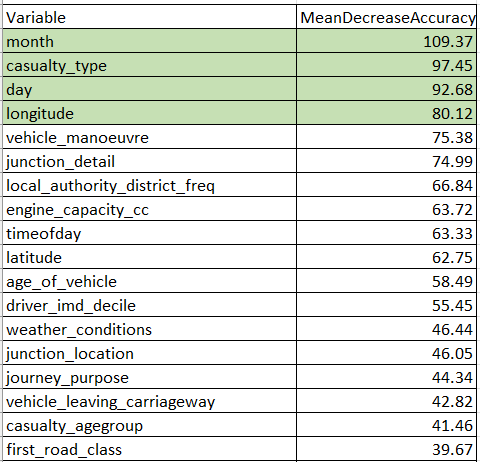 Variable MeanDecreaseAccuracy
month 109.37
casualty_type 97.45
day 92.68
longitude 80.12
vehicle_manoeuvre 75.38
junction_detail 74.99
local_authority_district_freq 66.84
engine_capacity_cc 63.72
timeofday 63.33
latitude 62.75
age_of_vehicle 58.49
driver_imd_decile 55.45
weather_conditions 46.44
junction_location 46.05
journey_purpose 44.34
vehicle_leaving_carriageway 42.82
casualty_agegroup 41.46
first_road_class 39.67